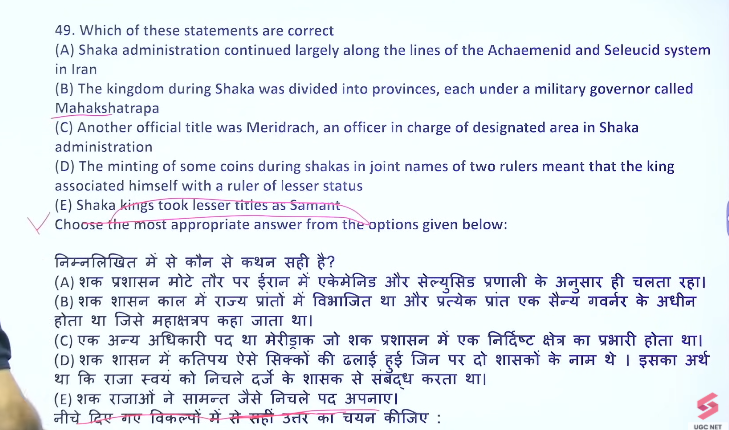 49. Which of these statements are correct
(A) Shaka administration continued largely along the lines of the Achaemenid and Seleucid system
in Iran
(B) The kingdom during Shaka was divided into provinces, each under a military governor called
Mahakshatrapa
(C) Another official title was Meridrach, an officer in charge of designated area in Shaka
administration
(D) The minting of some coins during shakas in joint names of two rulers meant that the king
associated himself with a ruler of lesser status
(E) Shaka kings took lesser titles as Samant
Choose the most appropriate answer from the options given below:
निम्नलिखित में से कौन से कथन सही है?
(A) शक प्रशासन मोटे तौर पर ईरान में एकेमेनिड और सेल्युसिड प्रणाली के अनुसार ही चलता रहा।
(B) शक शासन काल में राज्य प्रांतों में विभाजित था और प्रत्येक प्रांत एक सैन्य गवर्नर के अधीन
होता था जिसे महाक्षत्रप कहा जाता था।
(C) एक अन्य अधिकारी पद था मेरीड्राक जो शक प्रशासन में एक निर्दिष्ट क्षेत्र का प्रभारी होता था।
(D) शक शासन में कतिपय ऐसे सिक्कों की ढलाई हुई जिन पर दो शासकों के नाम थे । इसका अर्थ
था कि राजा स्वयं को निचले दर्जे के शासक से संबद्ध करता था।
(E) शक राजाओं ने सामन्त जैसे निचले पद अपनाए।
नीचे दिए गए विकल्पों में से सही उत्तर का चयन कीजिए :
UGC NET